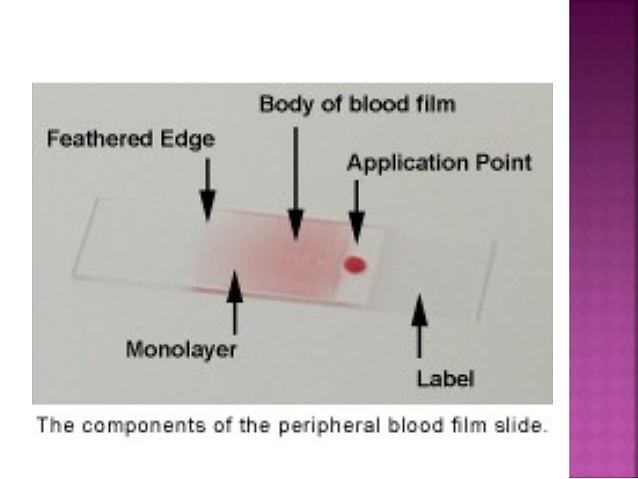 Body of blood film
Feathered Edge
Application Point
Monolayer
Label
The components of the peripheral blood film slide.